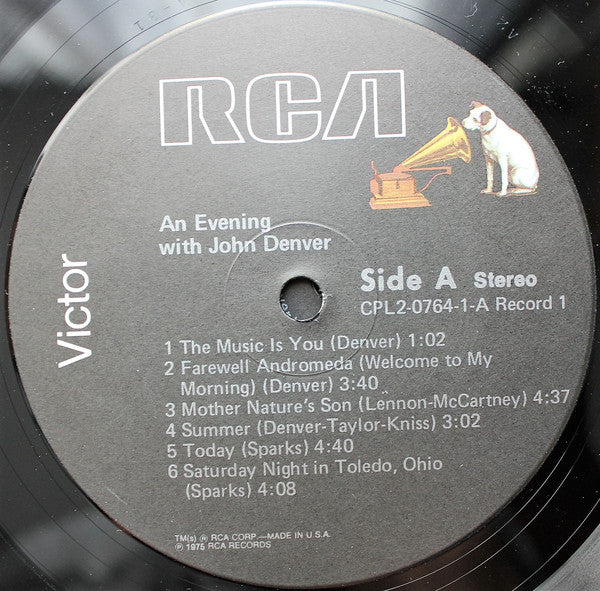 RCA
An Evening
with John Denver
Victor
Side A Stereo
CPL2-0764-1-A Record 1
1 The Music Is You (Denver) 1:02
2 Farewell Andromeda (Welcome to My
Morning) (Denver) 3:40
3 Mother Nature's Son (Lennon-McCartney) 4:37
4 Summer (Denver-Taylor-Kniss) 3:02
5 Today (Sparks) 4:40
6 Saturday Night in Toledo, Ohio
(Sparks) 4:08
TM(s) ® RCA CORP.—MADE IN U.S.A.
℗ 1975 RCA RECORDS